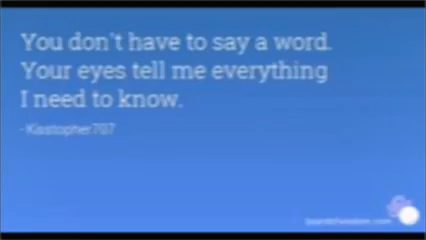 You don't have to say a word.
Your eyes tell me everything
I need to know.
- Kisstopher707